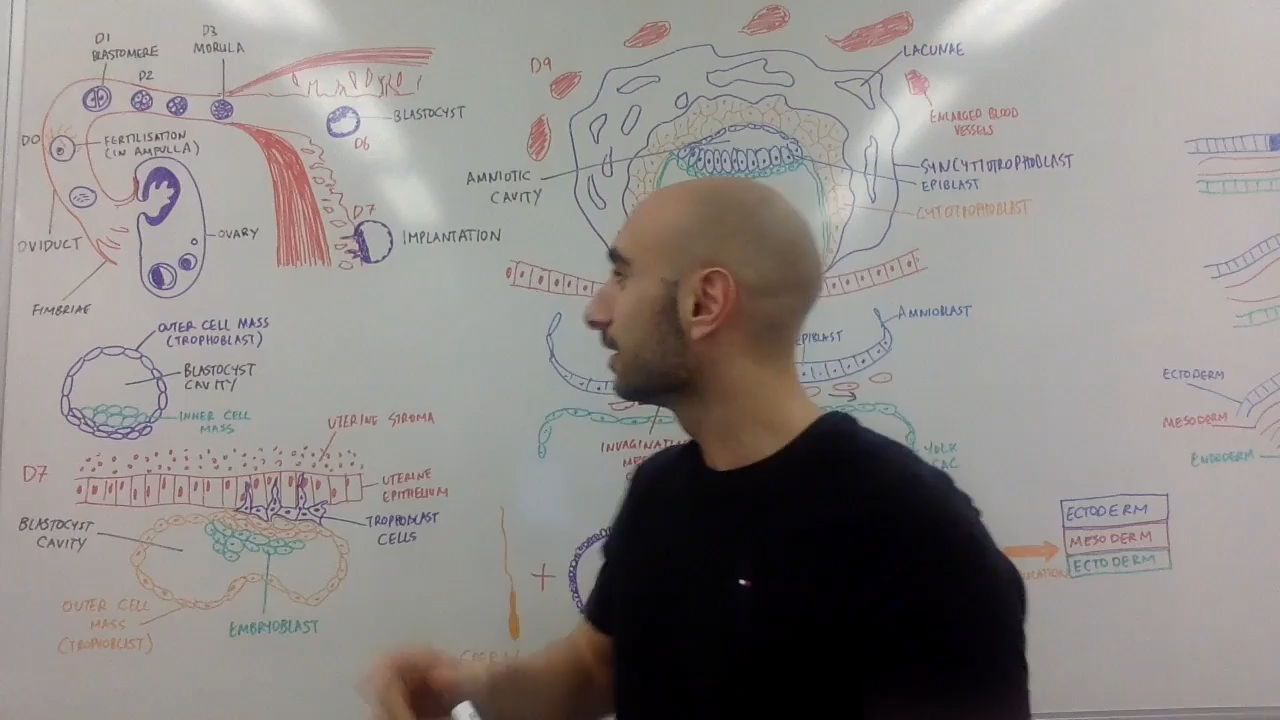 D1
BLASTOMERE
D2
D3
MORULA
D0
FERTILISATION
(IN AMPULLA)
BLASTOCYST
D6
D7
IMPLANTATION
OVARY
OVIDUCT
FIMBRIAE
OUTER CELL MASS
(TROPHOBLAST)
BLASTOCYST
CAVITY
INNER CELL
MASS
UTERINE STROMA
D7
UTERINE
EPITHELIUM
TROPHOBLAST
CELLS
BLASTOCYST
CAVITY
OUTER CELL
MASS
(TROPHOBLAST)
EMBRYOBLAST
D9
LACUNAE
ENLARGED BLOOD
VESSELS
AMNIOTIC
CAVITY
SYNCYTIOTROPHOBLAST
EPIBLAST
CYTOTROPHOBLAST
AMNIOBLAST
PIBLAST
INVAGINATI
YOLK
+
ECTODERM
MESODERM
ENDODERM
ECTODERM
MESODERM
ECTODERM